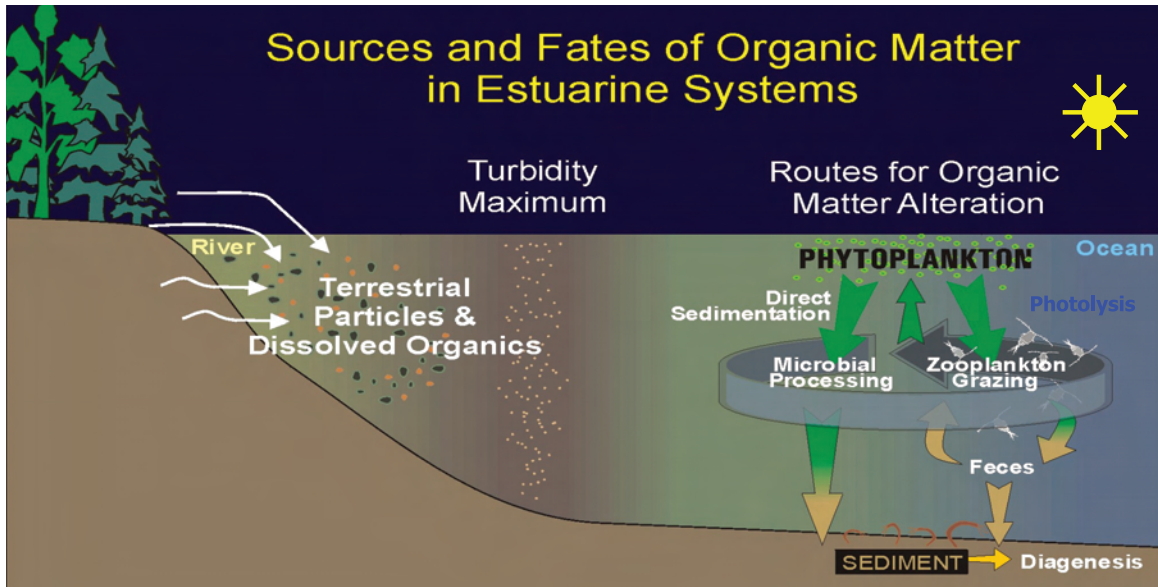 Sources and Fates of Organic Matter
in Estuarine Systems
Turbidity
Maximum
Routes for Organic
Matter Alteration
River
Terrestrial
Particles &
Dissolved Organics
PHYTOPLANKTON
Ocean
Direct
Sedimentation
Photolysis
Microbial
Processing
Zooplankton
Grazing
Feces
SEDIMENT
Diagenesis